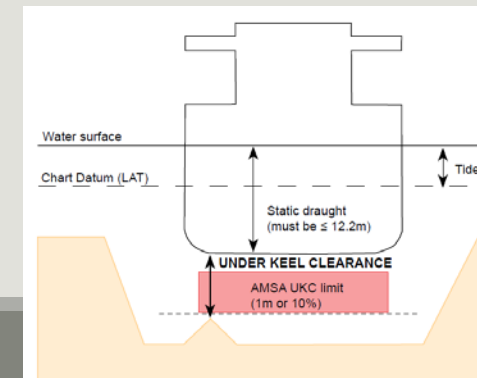 Water surface
Chart Datum (LAT)
Tide
Static draught
(must be ≤ 12.2m)
UNDER KEEL CLEARANCE
AMSA UKC limit
(1m or 10%)